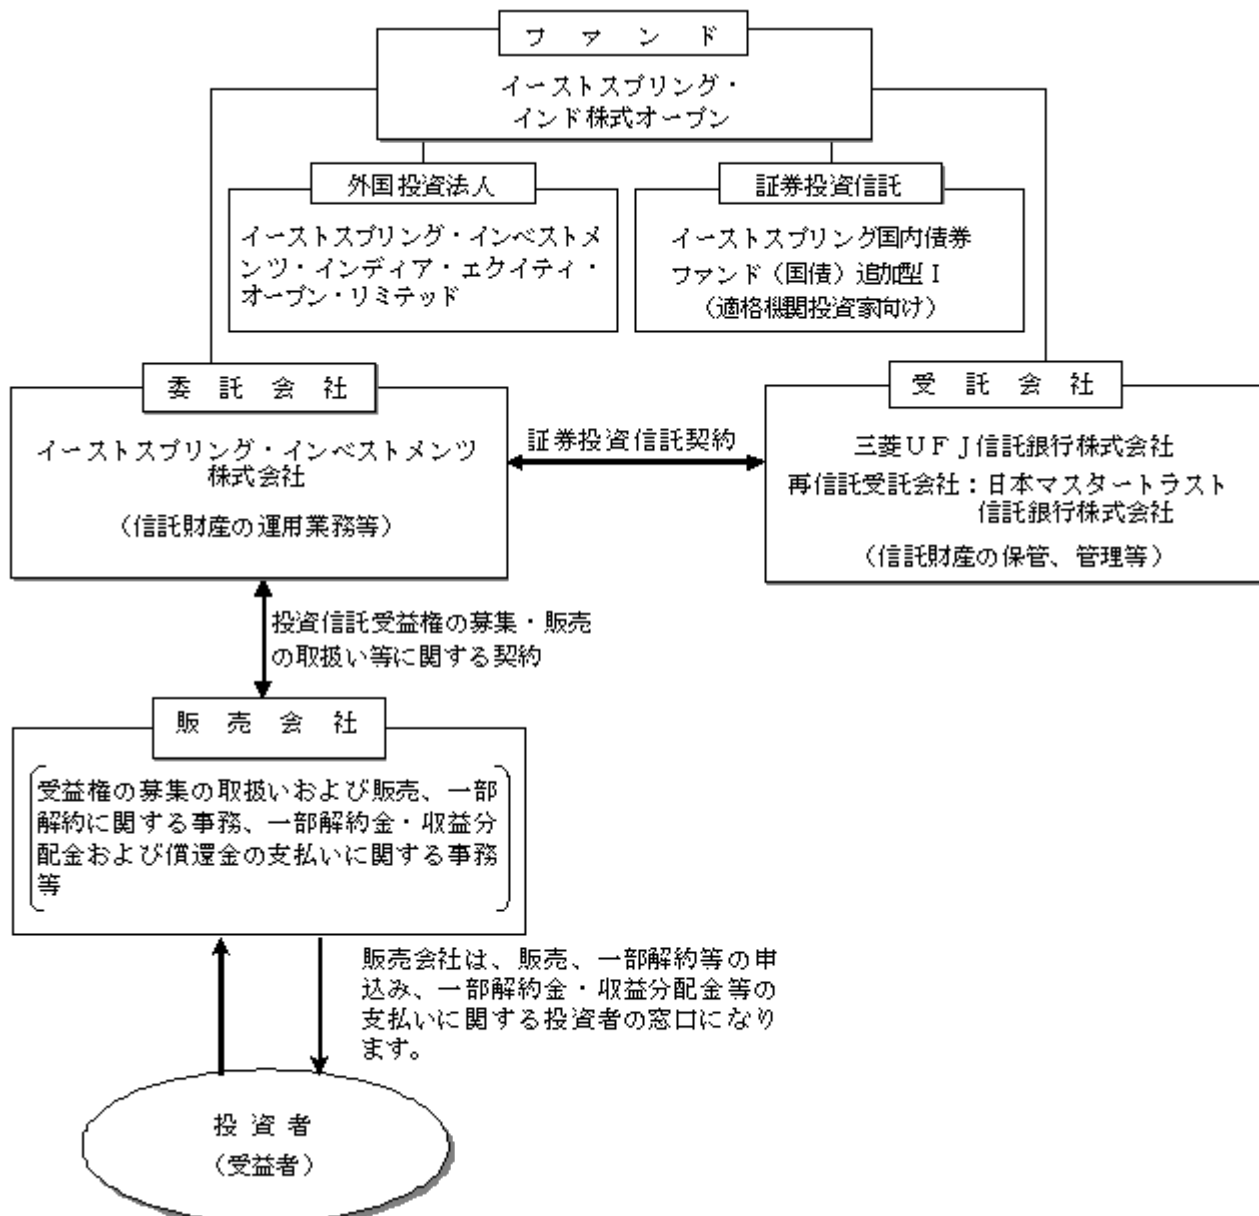 ファンド
イーストスプリング・
インド株式オープン
外国投資法人
イーストスプリング・インベストメ
ンツ・インディア・エクイティ・
オープン・リミテッド
証券投資信託
イーストスプリング国内債券
ファンド（国債）追加型Ｉ
（適格機関投資家向け）
委託会社
イーストスプリング・インベストメンツ
株式会社
（信託財産の運用業務等）
証券投資信託契約
受託会社
三菱ＵＦＪ信託銀行株式会社
再信託受託会社：日本マスタートラスト
信託銀行株式会社
（信託財産の保管、管理等）
投資信託受益権の募集・販売
の取扱い等に関する契約
販売会社
受益権の募集の取扱いおよび販売、一部
解約に関する事務、一部解約金・収益分
配金および償還金の支払いに関する事務
等
販売会社は、販売、一部解約等の申
込み、一部解約金・収益分配金等の
支払いに関する投資者の窓口になり
ます。
投資者
（受益者）